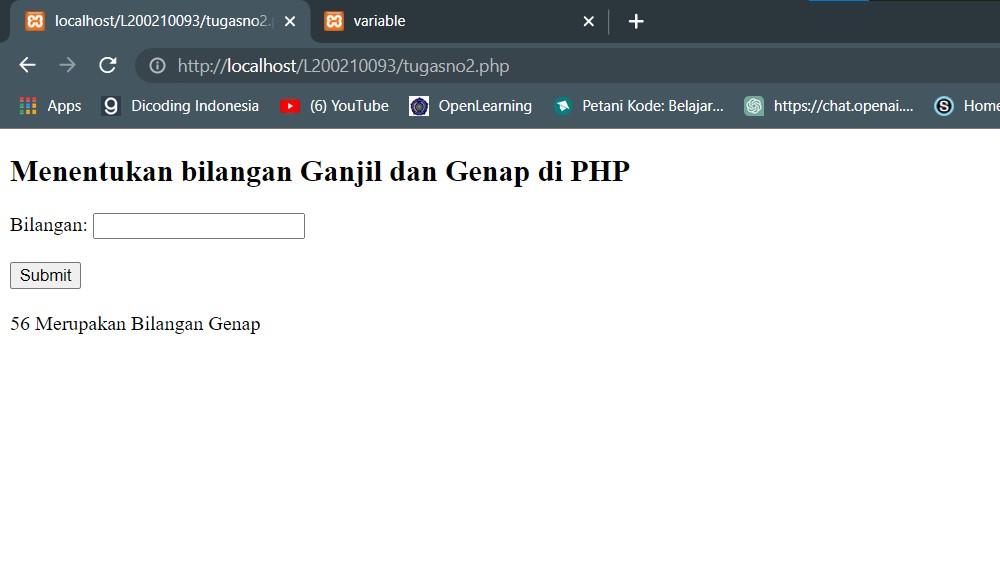 localhost/L200210093/tugasno2.
variable
http://localhost/L200210093/tugasno2.php
Apps
Dicoding Indonesia
(6) YouTube
OpenLearning
Petani Kode: Belajar...
https://chat.openai....
Home
Menentukan bilangan Ganjil dan Genap di PHP
Bilangan:
Submit
56 Merupakan Bilangan Genap